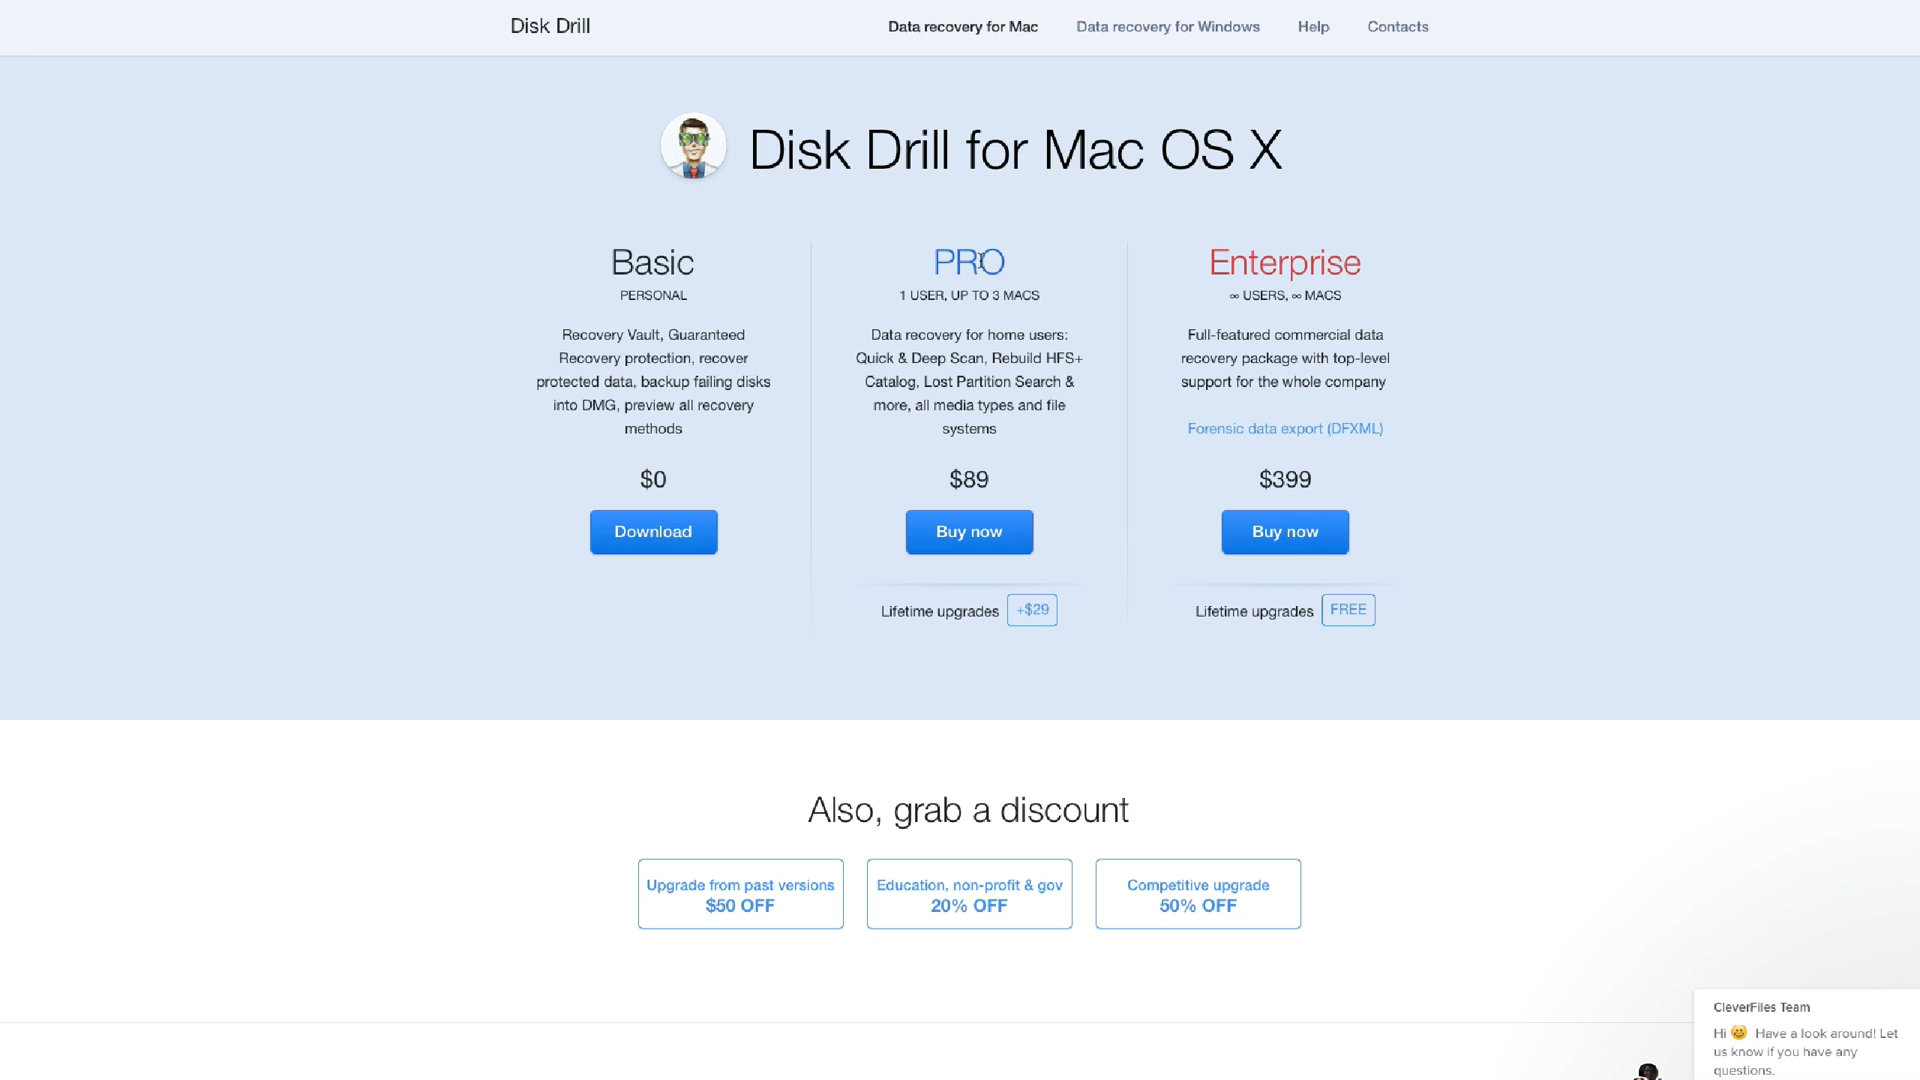 Disk Drill
Data recovery for Mac
Data recovery for Windows
Help
Contacts
Disk Drill for Mac OS X
Basic
PERSONAL
Recovery Vault, Guaranteed
Recovery protection, recover
protected data, backup failing disks
into DMG, preview all recovery
methods
$0
Download
PRO
1 USER, UP TO 3 MACS
Data recovery for home users:
Quick & Deep Scan, Rebuild HFS+
Catalog, Lost Partition Search &
more, all media types and file
systems
$89
Buy now
Lifetime upgrades +$29
Enterprise
∞ USERS, ∞ MACS
Full-featured commercial data
recovery package with top-level
support for the whole company
Forensic data export (DFXML)
$399
Buy now
Lifetime upgrades FREE
Also, grab a discount
Upgrade from past versions
$50 OFF
Education, non-profit & gov
20% OFF
Competitive upgrade
50% OFF
CleverFiles Team
Hi 😀 Have a look around! Let
us know if you have any
questions.